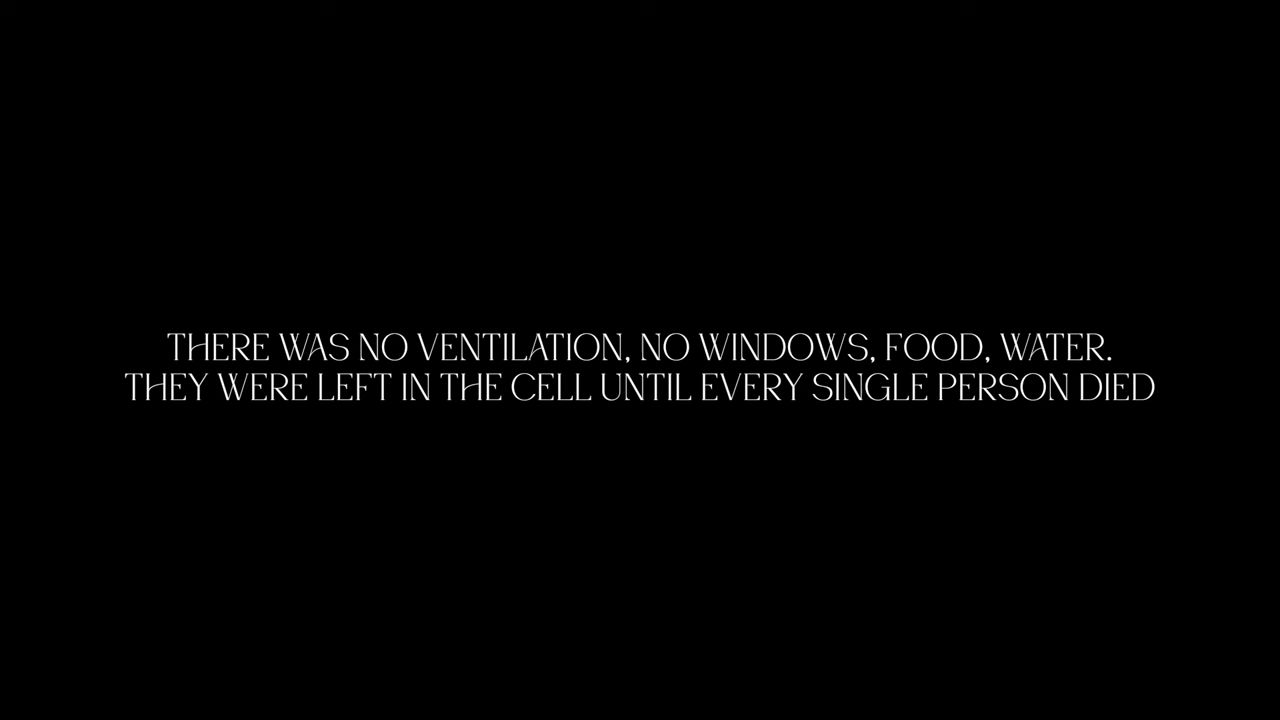 THERE WAS NO VENTILATION, NO WINDOWS, FOOD, WATER.
THEY WERE LEFT IN THE CELL UNTIL EVERY SINGLE PERSON DIED